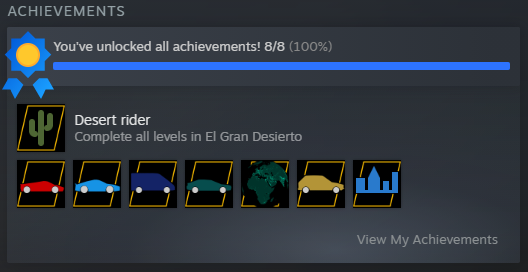 ACHIEVEMENTS
You've unlocked all achievements! 8/8 (100%)
Desert rider
Complete all levels in El Gran Desierto
View My Achievements